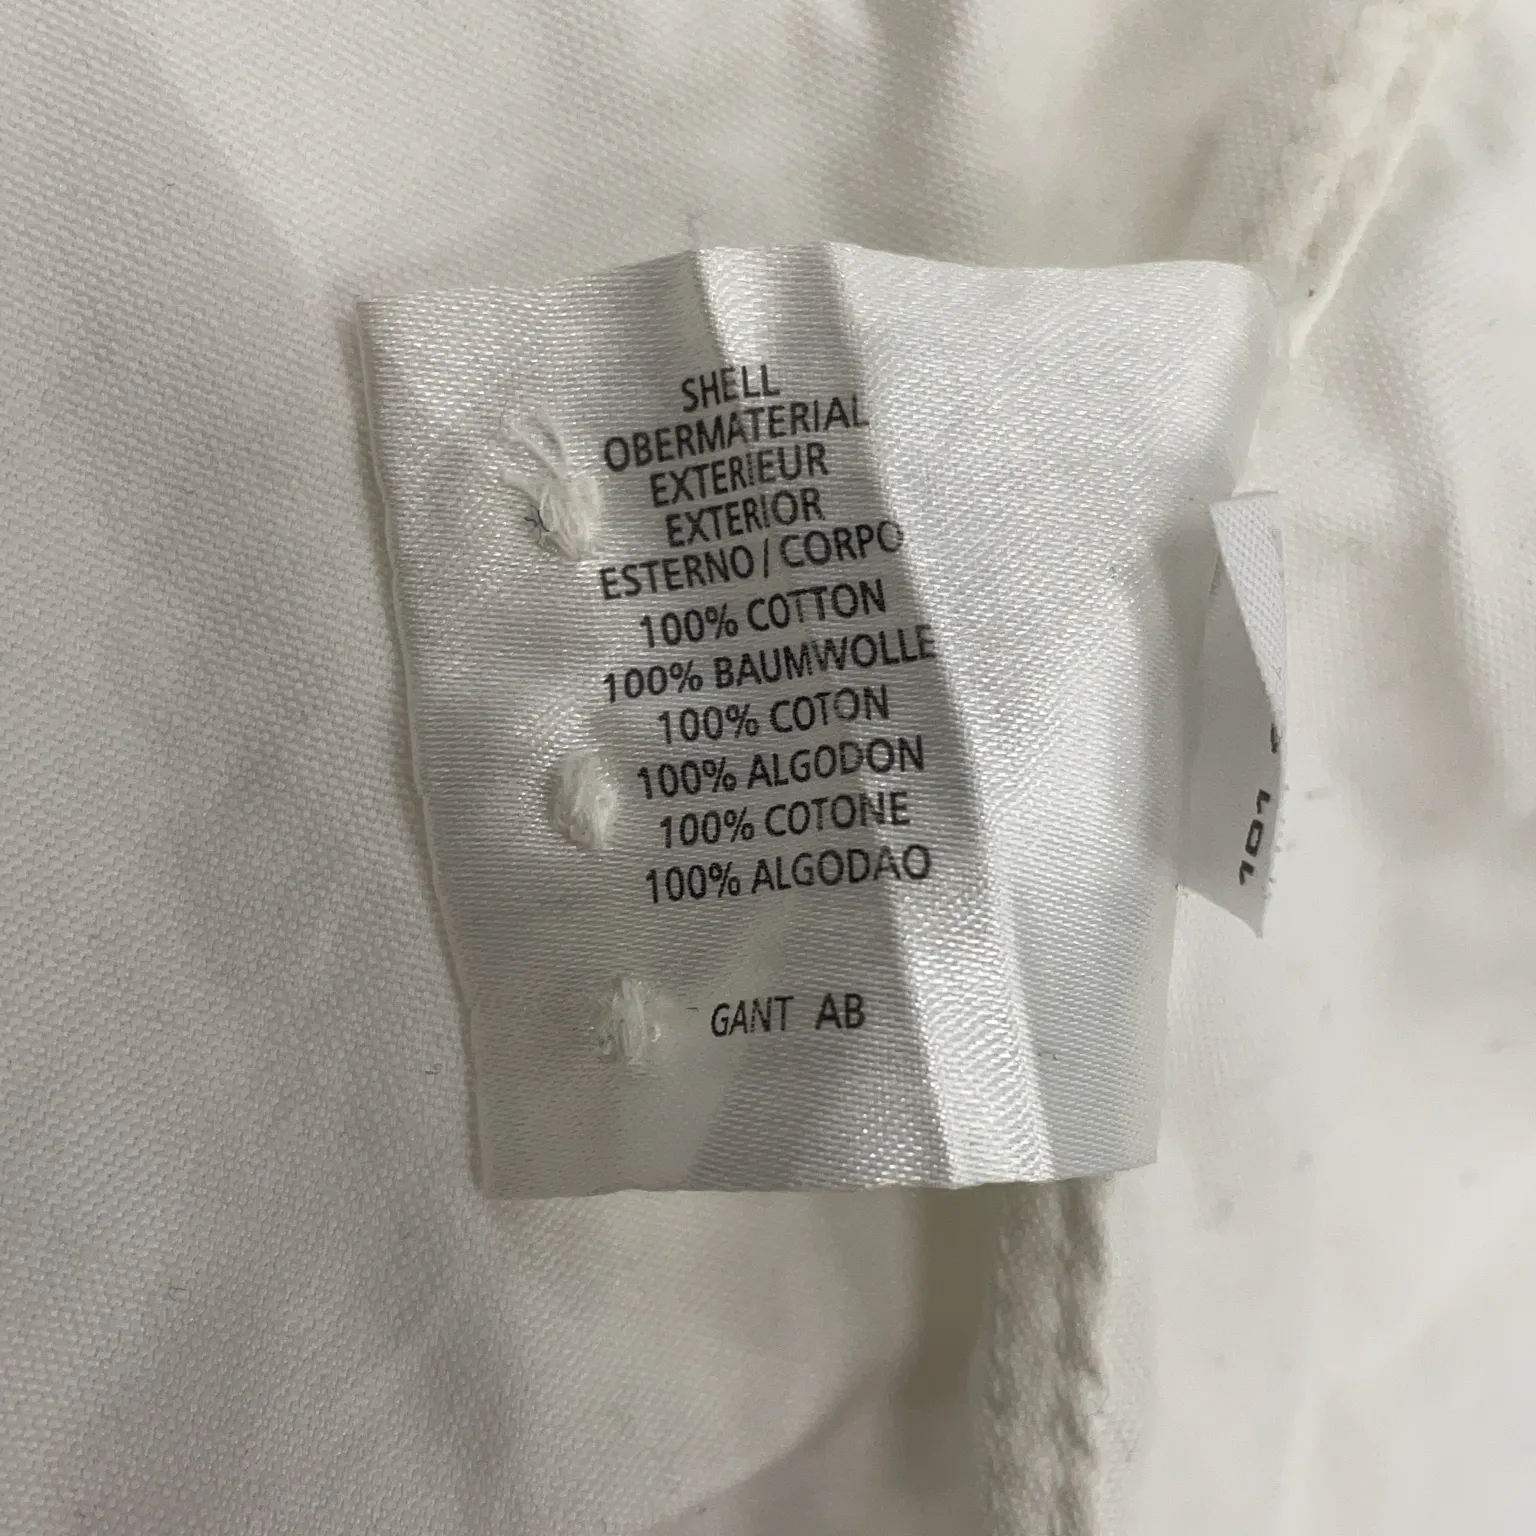 SHELL
OBERMATERIAL
EXTERIEUR
EXTERIOR
ESTERNO / CORPO
100% COTTON
100% BAUMWOLLE
100% COTON
100% ALGODON
100% COTONE
100% ALGODAO
GANT AB
101